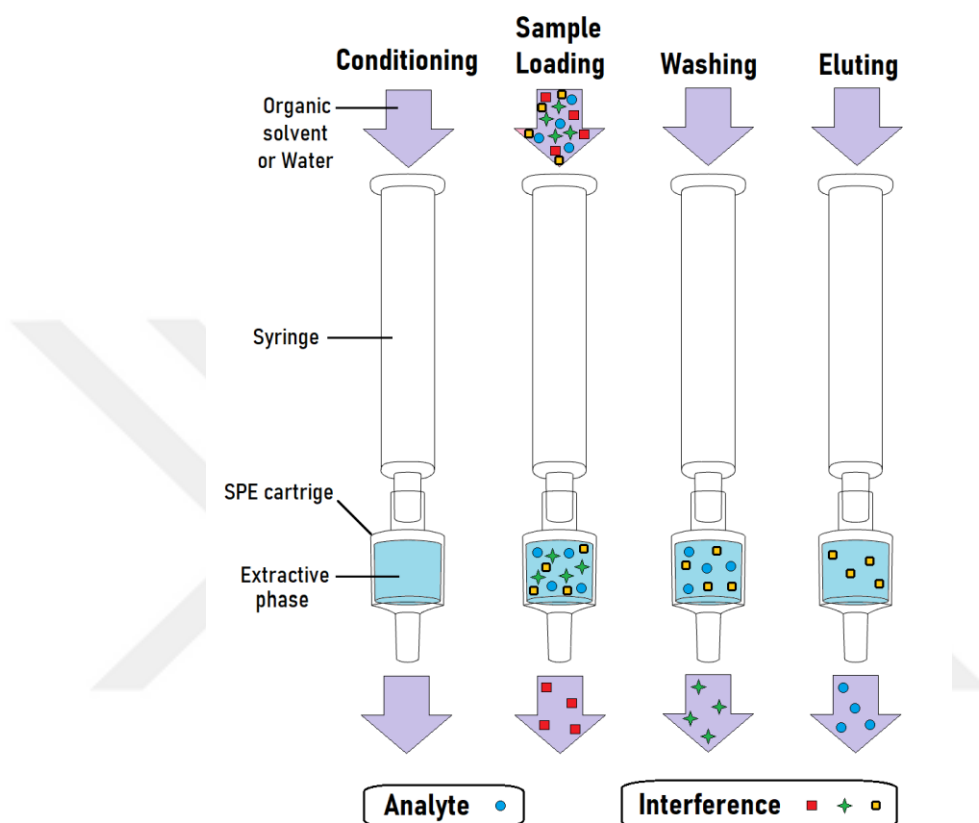 Conditioning
Sample
Loading
Washing
Eluting
Organic
solvent
or Water
Syringe
SPE cartrige
Extractive
phase
Analyte
Interference